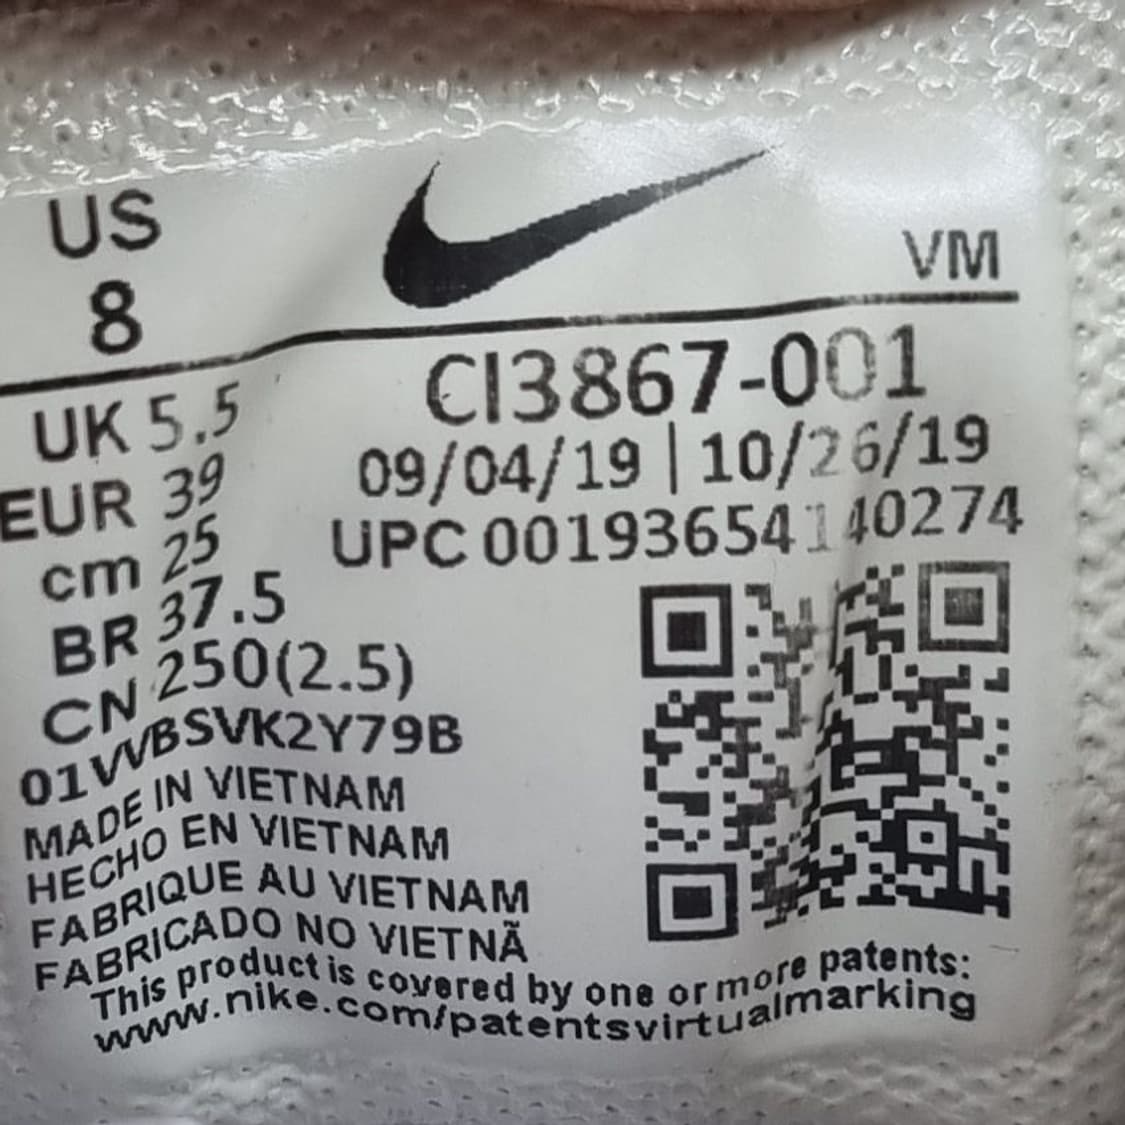 US
8
VM
UK 5.5
EUR 39
cm 25
BR 37.5
CN 250(2.5)
CI3867-001
09/04/19 | 10/26/19
UPC 00193654140274
01VVBSVK2Y79B
MADE IN VIETNAM
HECHO EN VIETNAM
FABRIQUE AU VIETNAM
FABRICADO NO VIETNÃ
This product is covered by one or more patents:
www.nike.com/patentsvirtualmarking